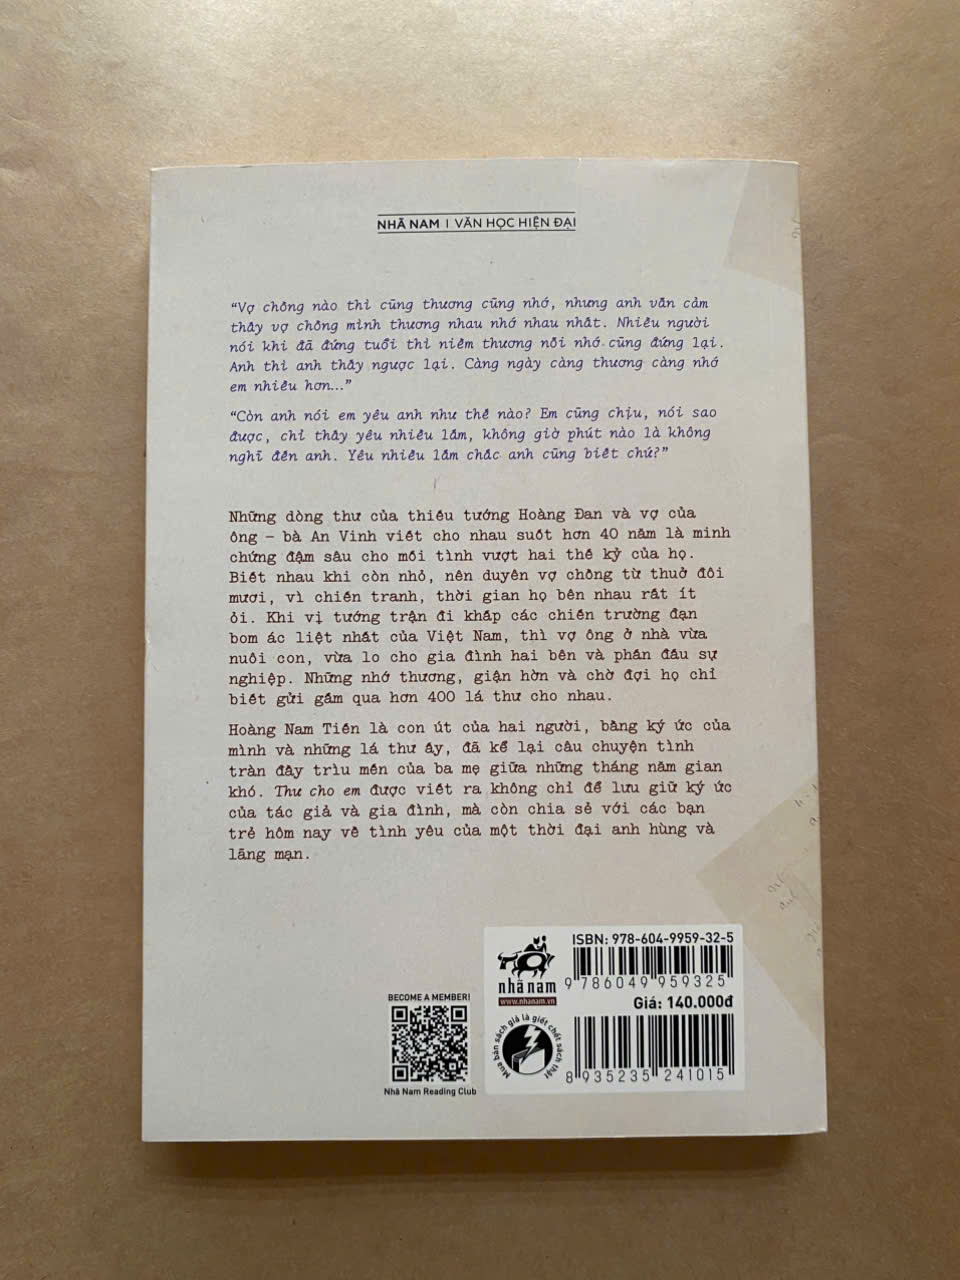 NHÃ NAM | VĂN HỌC HIỆN ĐẠI
“Vợ chồng nào thì cũng thương cũng nhớ, nhưng anh vẫn cảm
thấy vợ chồng mình thương nhau nhớ nhau nhất. Nhiều người
nói khi đã đứng tuổi thì niềm thương nỗi nhớ cũng đứng lại.
Anh thì anh thấy ngược lại. Càng ngày càng thương càng nhớ
em nhiều hơn...”
“Còn anh nói em yêu anh như thế nào? Em cũng chịu, nói sao
được, chỉ thấy yêu nhiều lắm, không giờ phút nào là không
nghĩ đến anh. Yêu nhiều lắm chắc anh cũng biết chứ?”
Những dòng thư của thiếu tướng Hoàng Đan và vợ của
ông – bà An Vinh viết cho nhau suốt hơn 40 năm là minh
chứng đậm sâu cho mối tình vượt hai thế kỷ của họ.
Biết nhau khi còn nhỏ, nên duyên vợ chồng từ thuở đôi
mươi, vì chiến tranh, thời gian họ bên nhau rất ít
ỏi. Khi vị tướng trận đi khắp các chiến trường đạn
bom ác liệt nhất của Việt Nam, thì vợ ông ở nhà vừa
nuôi con, vừa lo cho gia đình hai bên và phấn đấu sự
nghiệp. Những nhớ thương, giận hờn và chờ đợi họ chỉ
biết gửi gắm qua hơn 400 lá thư cho nhau.
Hoàng Nam Tiến là con út của hai người, bằng ký ức của
mình và những lá thư ấy, đã kể lại câu chuyện tình
tràn đầy trìu mến của ba mẹ giữa những tháng năm gian
khó. Thư cho em được viết ra không chỉ để lưu giữ ký ức
của tác giả và gia đình, mà còn chia sẻ với các bạn
trẻ hôm nay về tình yêu của một thời đại anh hùng và
lãng mạn.
BECOME A MEMBER!
Nhã Nam Reading Club
nhã nam
www.nhanam.vn
Mua bán sách giả là giết chết sách thật
ISBN: 978-604-9959-32-5
9 786049 959325
Giá: 140.000đ
8 935235 241015